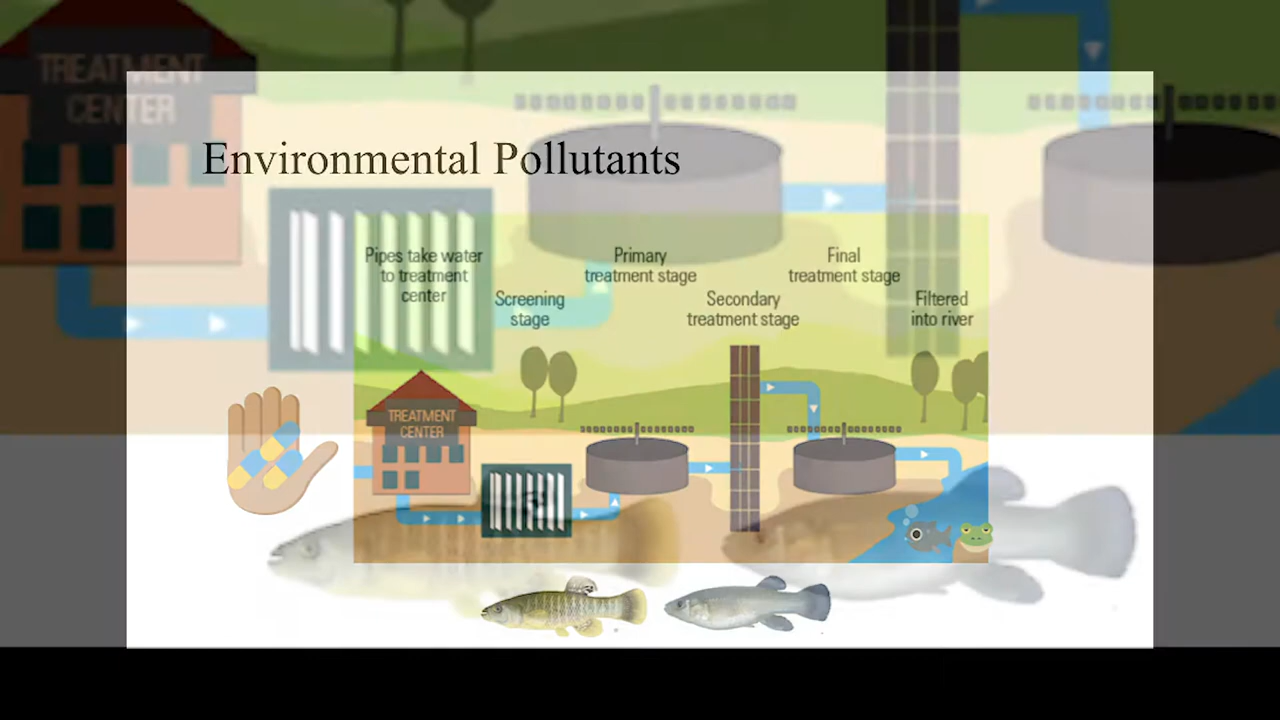 TREATMENT
CENTER
Environmental Pollutants
Pipes take water
to treatment
center
Screening
stage
Primary
treatment stage
Secondary
treatment stage
Final
treatment stage
Filtered
into river
TREATMENT
CENTER